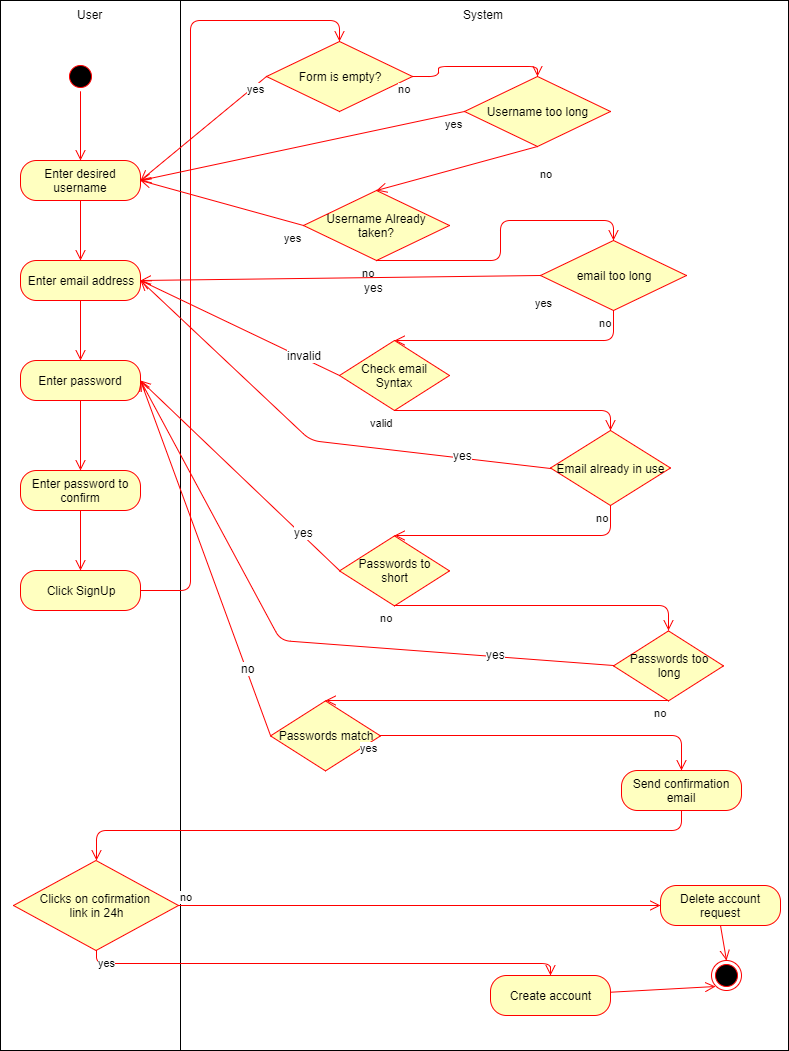 User
System
Form is empty?
yes
no
Username too long
yes
Enter desired
username
no
Username Already
taken?
yes
no
Enter email address
email too long
yes
yes
no
invalid
Check email
Syntax
Enter password
valid
yes
Email already in use
Enter password to
confirm
no
yes
Passwords to
short
Click SignUp
no
yes
Passwords too
long
no
no
Passwords match
yes
Send confirmation
email
Clicks on cofirmation
link in 24h
no
Delete account
request
yes
Create account